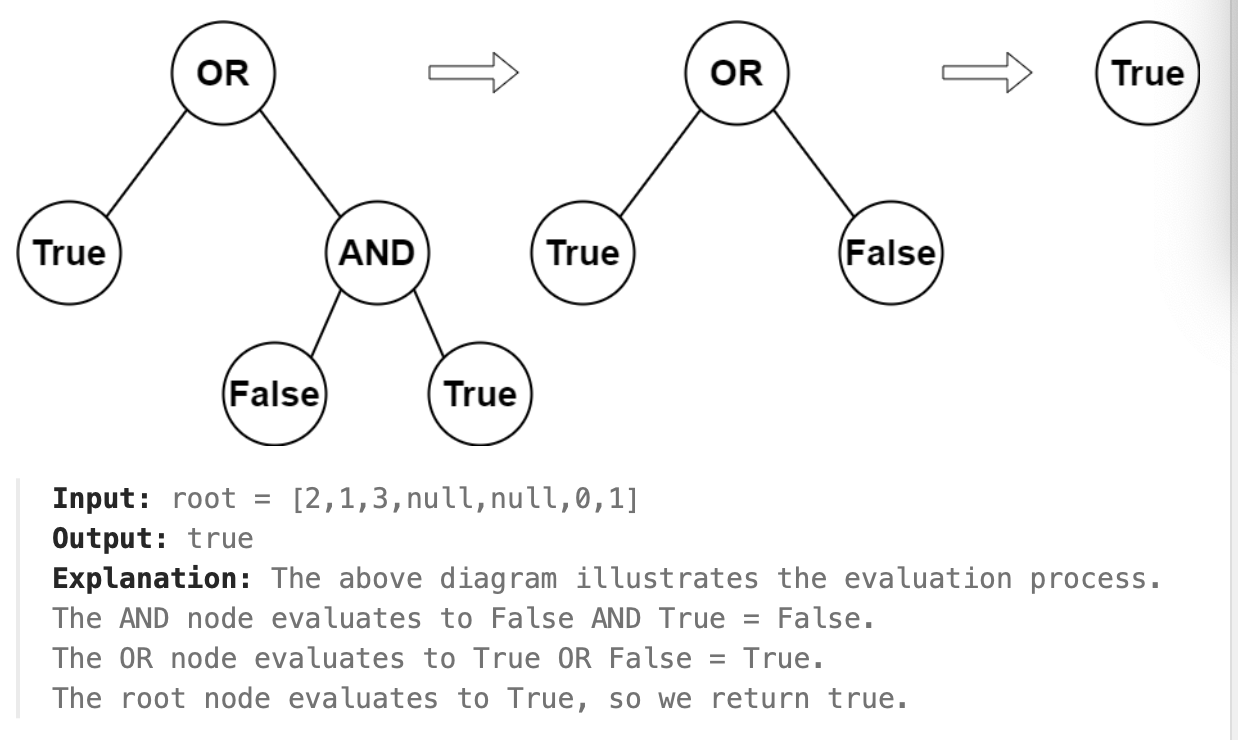 OR
OR
True
True
AND
True
False
False
True
Input: root = [2,1,3,null,null,0,1]
Output: true
Explanation: The above diagram illustrates the evaluation process.
The AND node evaluates to False AND True = False.
The OR node evaluates to True OR False = True.
The root node evaluates to True, so we return true.